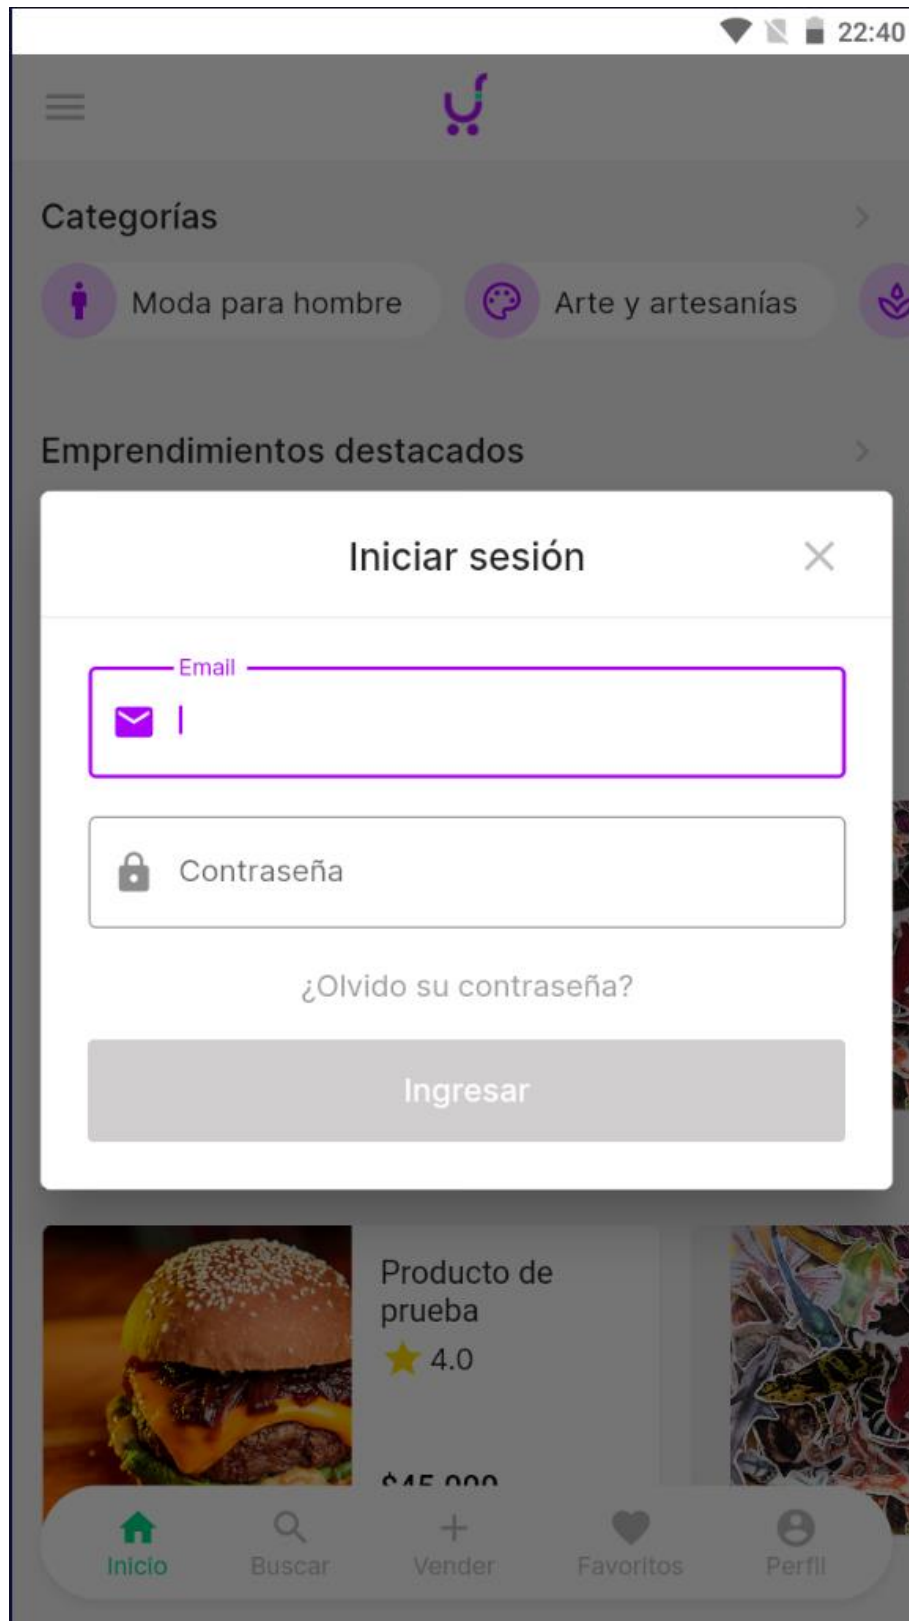 22:40
Categorías
Moda para hombre
Arte y artesanías
Emprendimientos destacados
Iniciar sesión
Email
Contraseña
¿Olvido su contraseña?
Ingresar
Producto de
prueba
4.0
Inicio
Buscar
Vender
Favoritos
Perfil